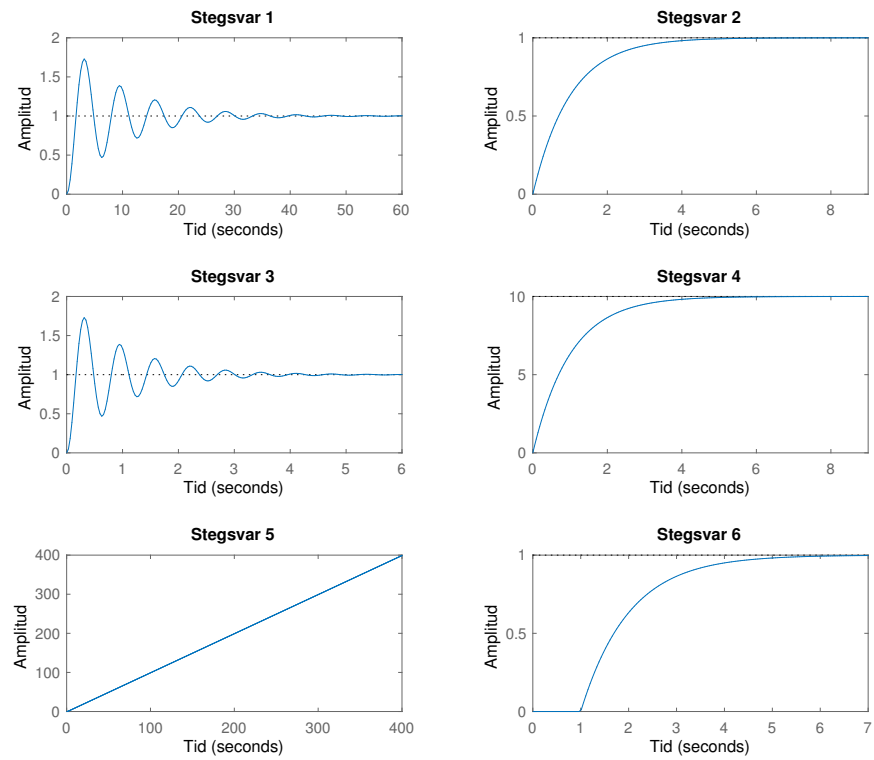 Stegsvar 1
2
1.5
1
0.5
0
Amplitud
0 10 20 30 40 50 60
Tid (seconds)
Stegsvar 2
1
0.5
0
Amplitud
0 2 4 6 8
Tid (seconds)
Stegsvar 3
2
1.5
1
0.5
0
Amplitud
0 1 2 3 4 5 6
Tid (seconds)
Stegsvar 4
10
5
0
Amplitud
0 2 4 6 8
Tid (seconds)
Stegsvar 5
400
300
200
100
0
Amplitud
0 100 200 300 400
Tid (seconds)
Stegsvar 6
1
0.5
0
Amplitud
0 1 2 3 4 5 6 7
Tid (seconds)